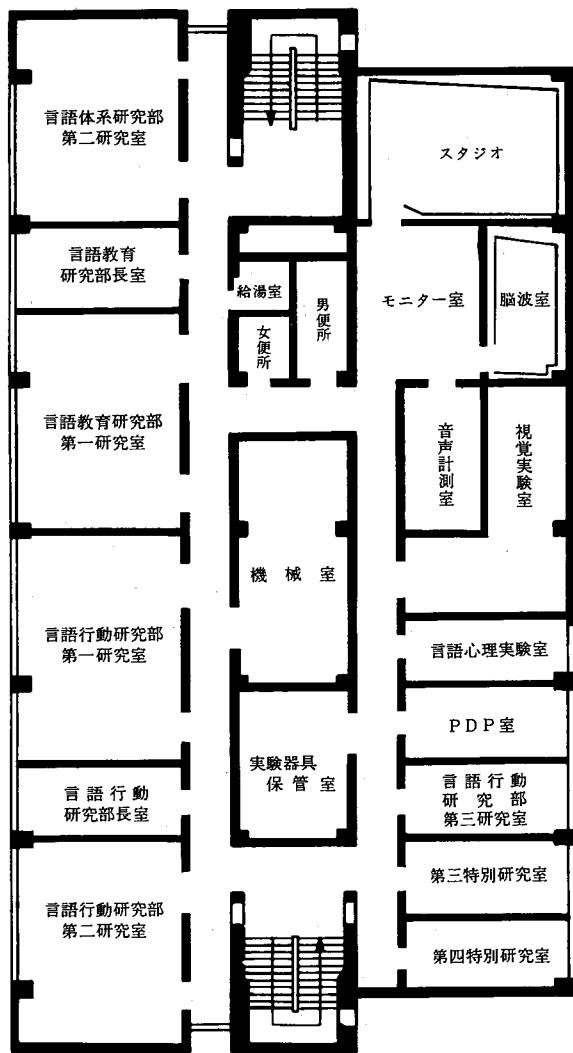 言語体系研究部
第二研究室
スタジオ
言語教育
研究部長室
給湯室
男便所
女便所
モニター室
脳波室
言語教育研究部
第一研究室
音声計測室
視覚実験室
機械室
言語行動研究部
第一研究室
言語心理実験室
PDP室
実験器具
保管室
言語行動
研究部長室
言語行動
研究部
第三研究室
第三特別研究室
言語行動研究部
第二研究室
第四特別研究室